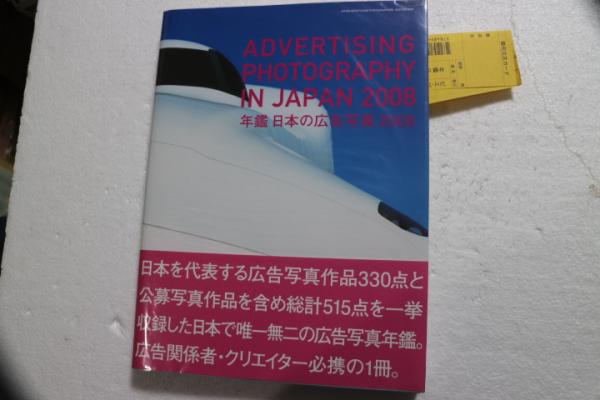 ADVERTISING
PHOTOGRAPHY
IN JAPAN 2008
年鑑 日本の広告写真 2008
日本を代表する広告写真作品330点と
公募写真作品を含め総計515点を一挙
収録した日本で唯一無二の広告写真年鑑。
広告関係者・クリエイター必携の1冊。